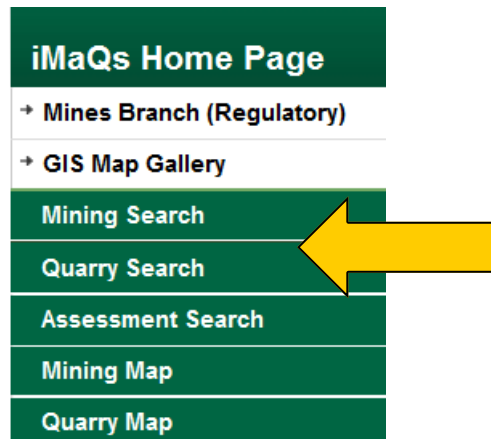 iMaQs Home Page
Mines Branch (Regulatory)
GIS Map Gallery
Mining Search
Quarry Search
Assessment Search
Mining Map
Quarry Map